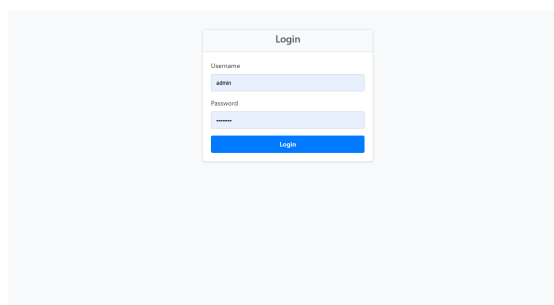 Login
Username
admin
Password
••••••••
Login